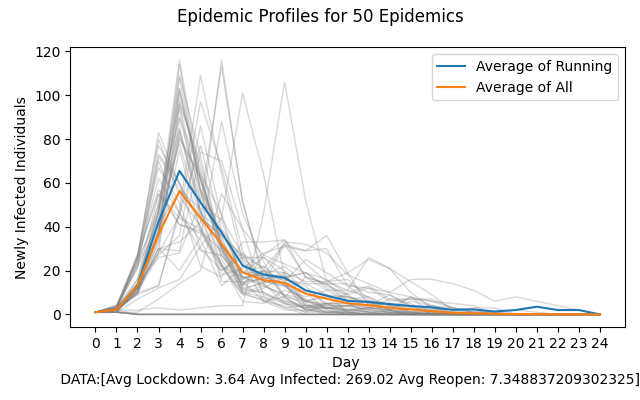 Epidemic Profiles for 50 Epidemics
Average of Running
Average of All
120
100
80
60
40
20
0
Newly Infected Individuals
0 1 2 3 4 5 6 7 8 9 10 11 12 13 14 15 16 17 18 19 20 21 22 23 24
Day
DATA:[Avg Lockdown: 3.64 Avg Infected: 269.02 Avg Reopen: 7.348837209302325]